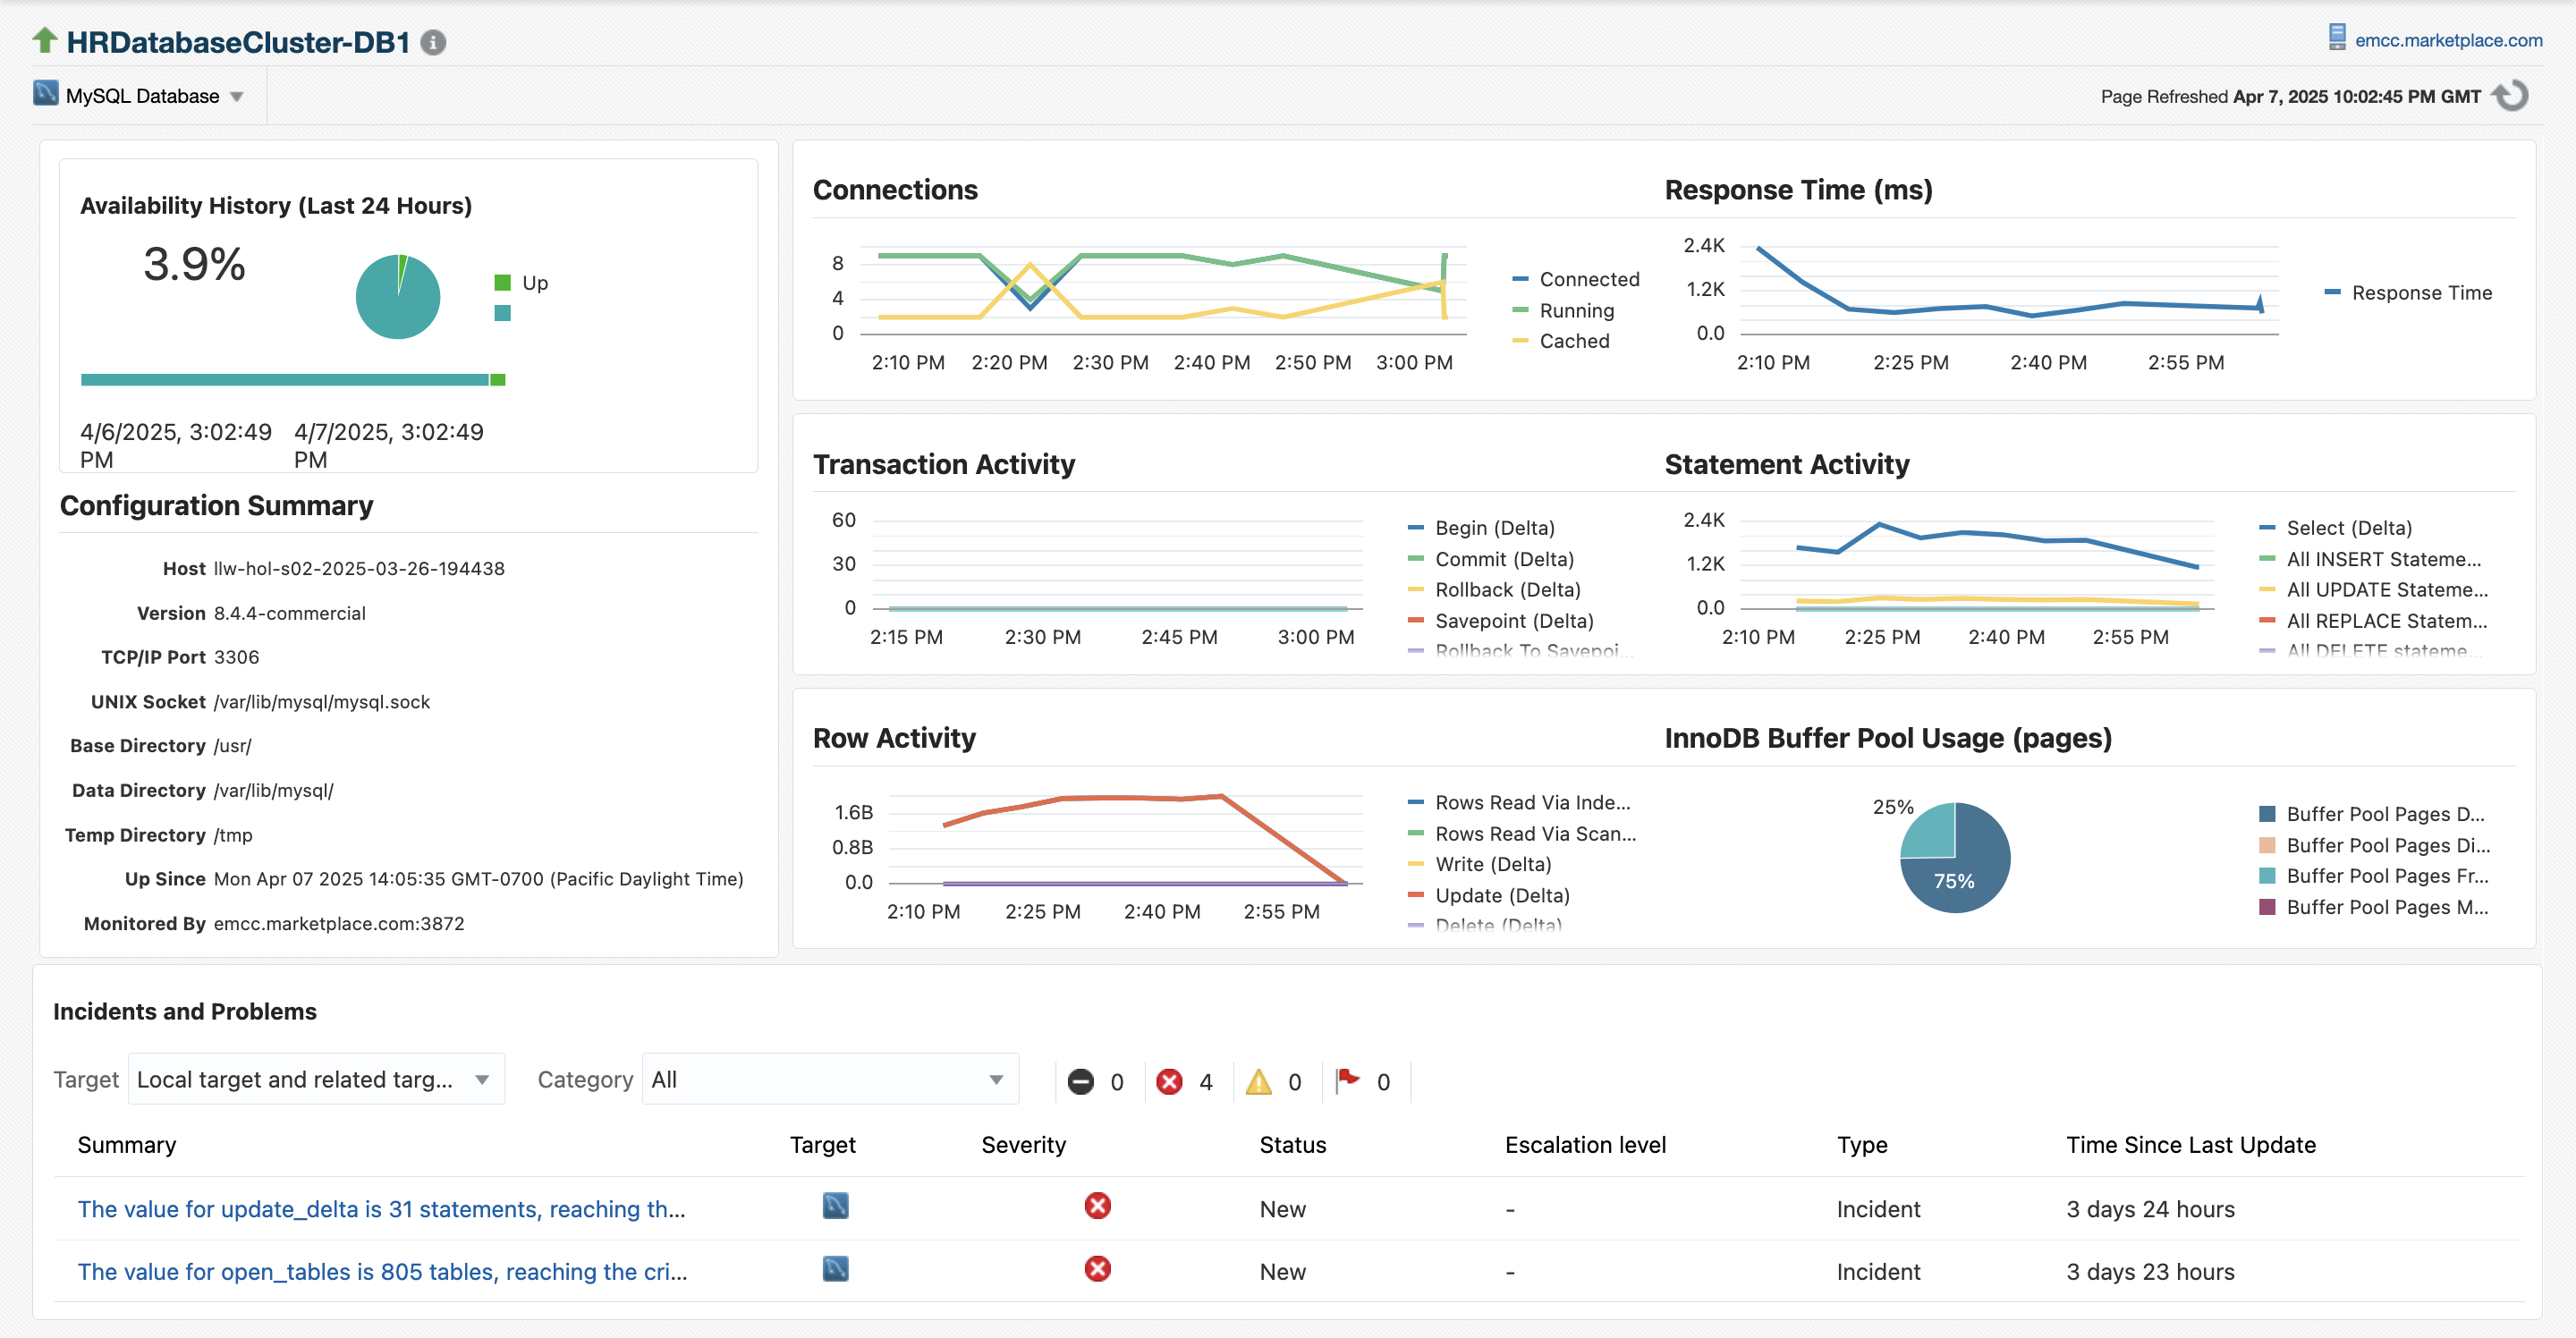 HRDatabaseCluster-DB1
emcc.marketplace.com
MySQL Database
Page Refreshed Apr 7, 2025 10:02:45 PM GMT
Availability History (Last 24 Hours)
3.9%
Up
4/6/2025, 3:02:49 PM
4/7/2025, 3:02:49 PM
Configuration Summary
Host llw-hol-s02-2025-03-26-194438
Version 8.4.4-commercial
TCP/IP Port 3306
UNIX Socket /var/lib/mysql/mysql.sock
Base Directory /usr/
Data Directory /var/lib/mysql/
Temp Directory /tmp
Up Since Mon Apr 07 2025 14:05:35 GMT-0700 (Pacific Daylight Time)
Monitored By emcc.marketplace.com:3872
Connections
8
4
0
2:10 PM 2:20 PM 2:30 PM 2:40 PM 2:50 PM 3:00 PM
Connected
Running
Cached
Response Time (ms)
2.4K
1.2K
0.0
2:10 PM 2:25 PM 2:40 PM 2:55 PM
Response Time
Transaction Activity
60
30
0
2:15 PM 2:30 PM 2:45 PM 3:00 PM
Begin (Delta)
Commit (Delta)
Rollback (Delta)
Savepoint (Delta)
Rollback To Savepoi...
Statement Activity
2.4K
1.2K
0.0
2:10 PM 2:25 PM 2:40 PM 2:55 PM
Select (Delta)
All INSERT Stateme...
All UPDATE Stateme...
All REPLACE Statem...
All DELETE stateme...
Row Activity
1.6B
0.8B
0.0
2:10 PM 2:25 PM 2:40 PM 2:55 PM
Rows Read Via Inde...
Rows Read Via Scan...
Write (Delta)
Update (Delta)
Delete (Delta)
InnoDB Buffer Pool Usage (pages)
25%
75%
Buffer Pool Pages D...
Buffer Pool Pages Di...
Buffer Pool Pages Fr...
Buffer Pool Pages M...
Incidents and Problems
Target Local target and related targ... Category All 0 4 0 0
Summary Target Severity Status Escalation level Type Time Since Last Update
The value for update_delta is 31 statements, reaching th... New - Incident 3 days 24 hours
The value for open_tables is 805 tables, reaching the cri... New - Incident 3 days 23 hours